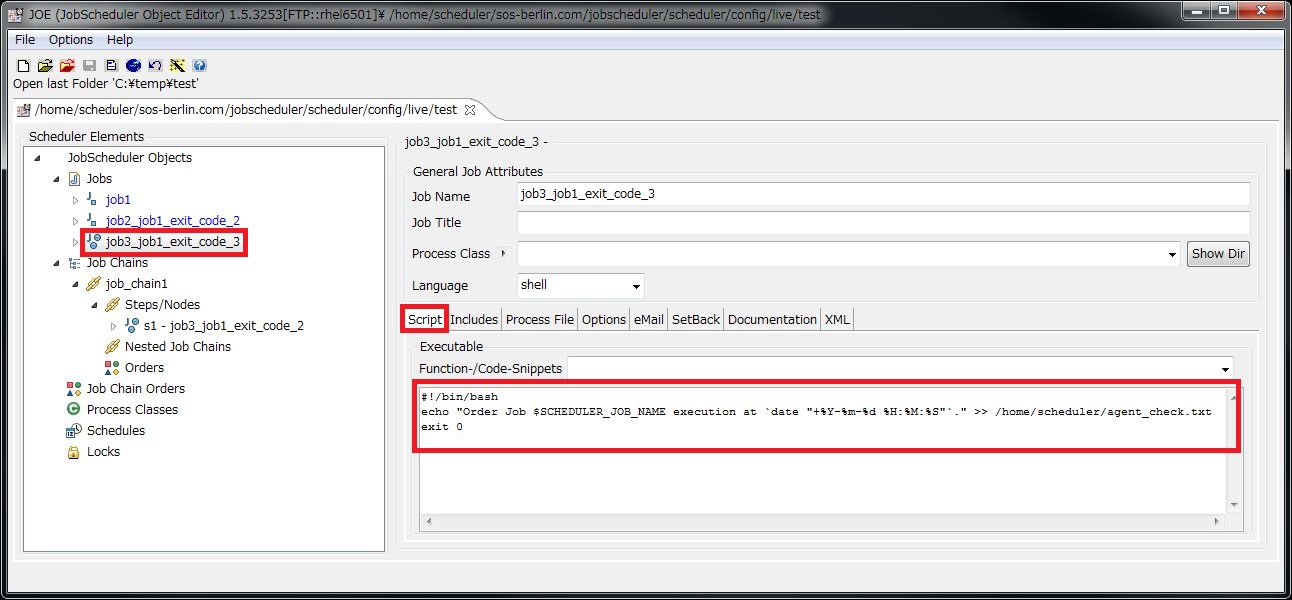 JOE (JobScheduler Object Editor) 1.5.3253[FTP::rhel6501]¥ /home/scheduler/sos-berlin.com/jobscheduler/scheduler/config/live/test
File Options Help
Open last Folder 'C:¥temp¥test'
/home/scheduler/sos-berlin.com/jobscheduler/scheduler/config/live/test
Scheduler Elements
JobScheduler Objects
Jobs
job1
job2_job1_exit_code_2
job3_job1_exit_code_3
Job Chains
job_chain1
Steps/Nodes
s1 - job3_job1_exit_code_2
Nested Job Chains
Orders
Job Chain Orders
Process Classes
Schedules
Locks
job3_job1_exit_code_3 -
General Job Attributes
Job Name job3_job1_exit_code_3
Job Title
Process Class Show Dir
Language shell
Script Includes Process File Options eMail SetBack Documentation XML
Executable
Function-/Code-Snippets
#!/bin/bash
echo "Order Job $SCHEDULER_JOB_NAME execution at `date "+%Y-%m-%d %H:%M:%S"`." >> /home/scheduler/agent_check.txt
exit 0